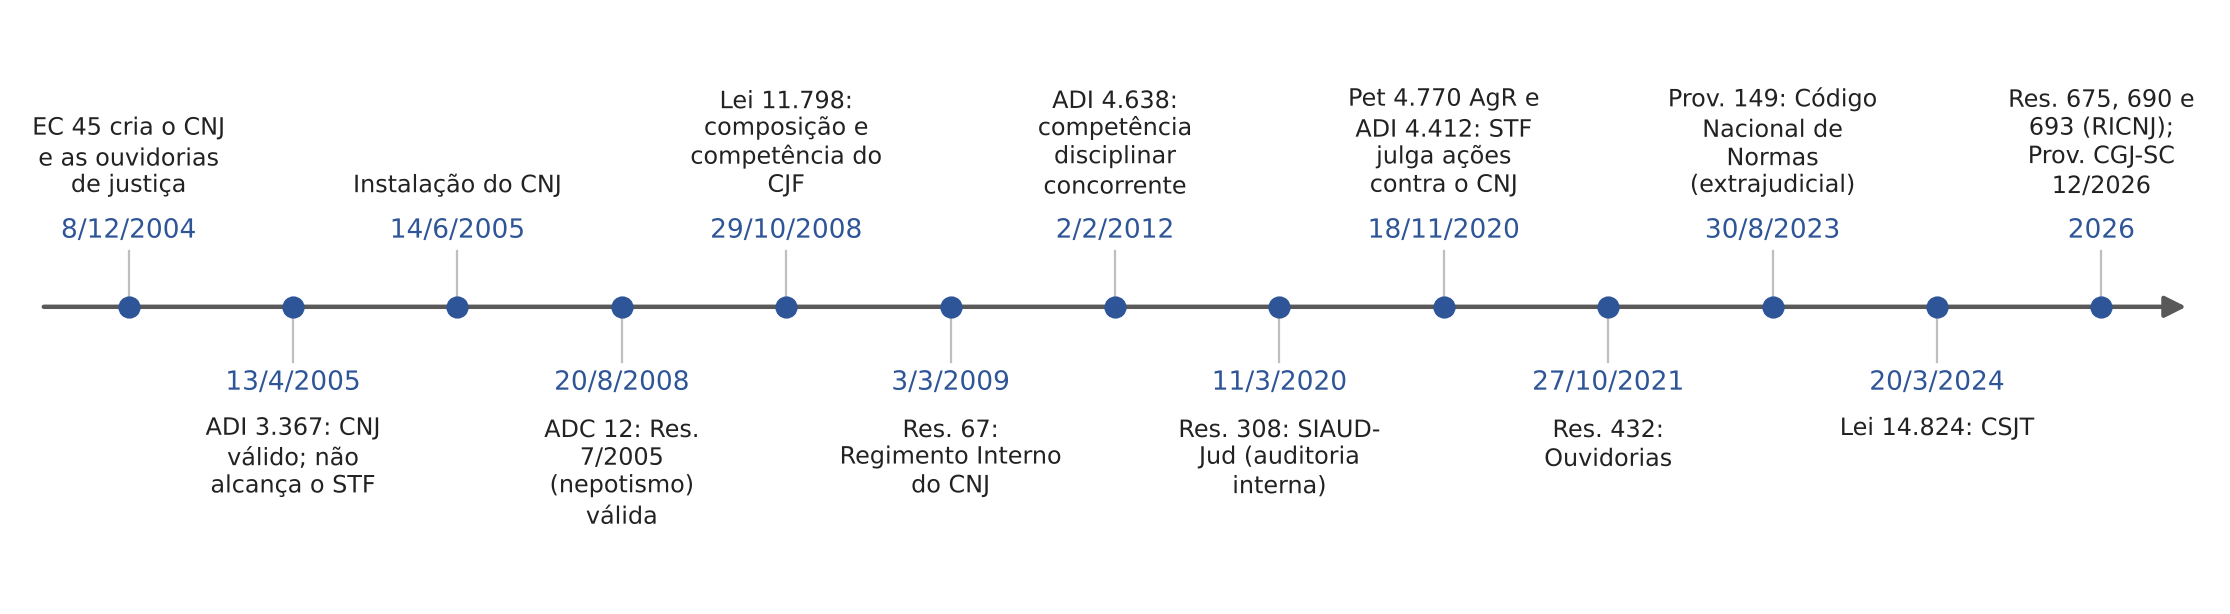 EC 45 cria o CNJ
e as ouvidorias
de justiça
8/12/2004
13/4/2005
ADI 3.367: CNJ
válido; não
alcança o STF
Instalação do CNJ
14/6/2005
20/8/2008
ADC 12: Res.
7/2005
(nepotismo)
válida
Lei 11.798:
composição e
competência do
CJF
29/10/2008
3/3/2009
Res. 67:
Regimento Interno
do CNJ
ADI 4.638:
competência
disciplinar
concorrente
2/2/2012
11/3/2020
Res. 308: SIAUD-
Jud (auditoria
interna)
Pet 4.770 AgR e
ADI 4.412: STF
julga ações
contra o CNJ
18/11/2020
27/10/2021
Res. 432:
Ouvidorias
Prov. 149: Código
Nacional de
Normas
(extrajudicial)
30/8/2023
20/3/2024
Lei 14.824: CSJT
Res. 675, 690 e
693 (RICNJ);
Prov. CGJ-SC
12/2026
2026